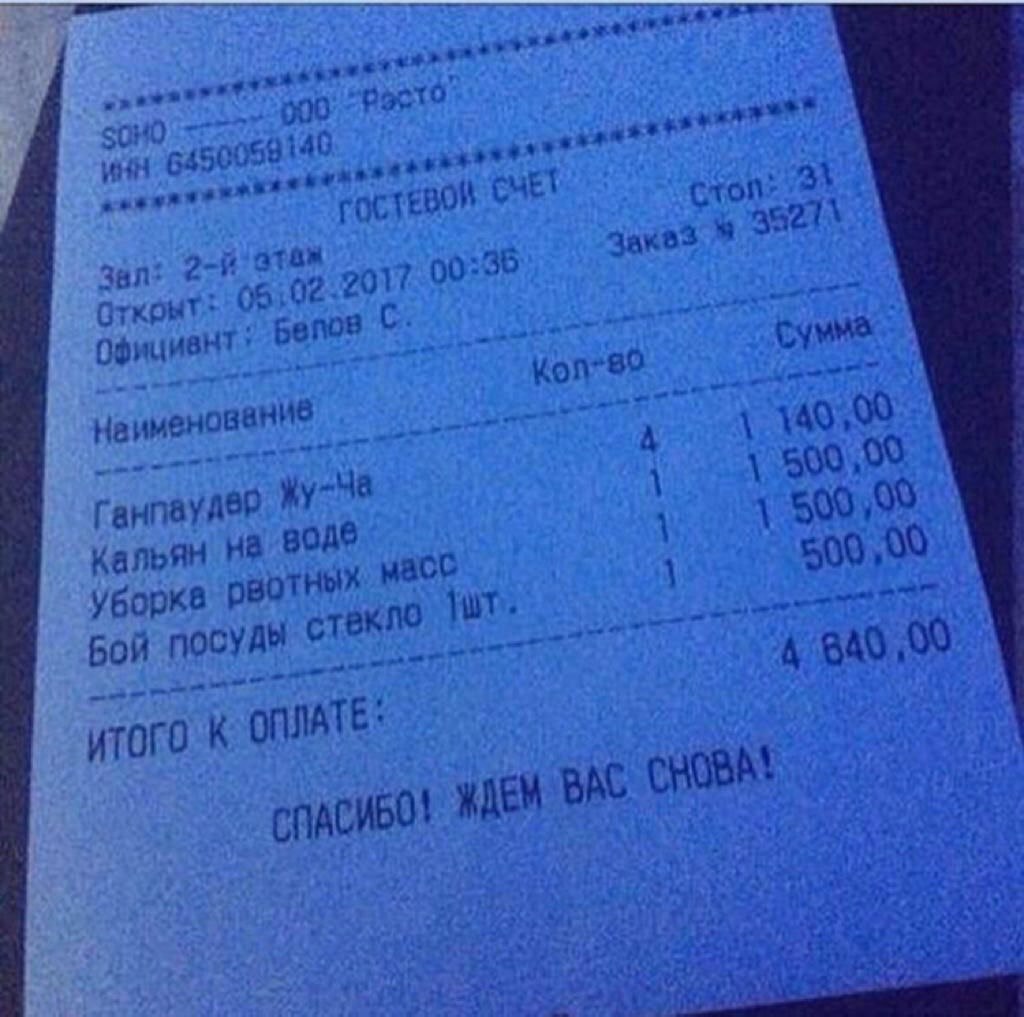 ********************************************
SOHO ------ ООО "Рэсто"
ИНН 6450059140
********************************************
ГОСТЕВОЙ СЧЕТ
Зал: 2-й этаж Стол: 31
Открыт: 05.02.2017 00:36 Заказ № 35271
Официант: Белов С.
--------------------------------------------
Наименование Кол-во Сумма
--------------------------------------------
Ганпаудер Жу-Ча 4 1 140,00
Кальян на воде 1 1 500,00
Уборка рвотных масс 1 1 500,00
Бой посуды стекло 1шт. 1 500,00
--------------------------------------------
ИТОГО К ОПЛАТЕ: 4 640,00
СПАСИБО! ЖДЕМ ВАС СНОВА!